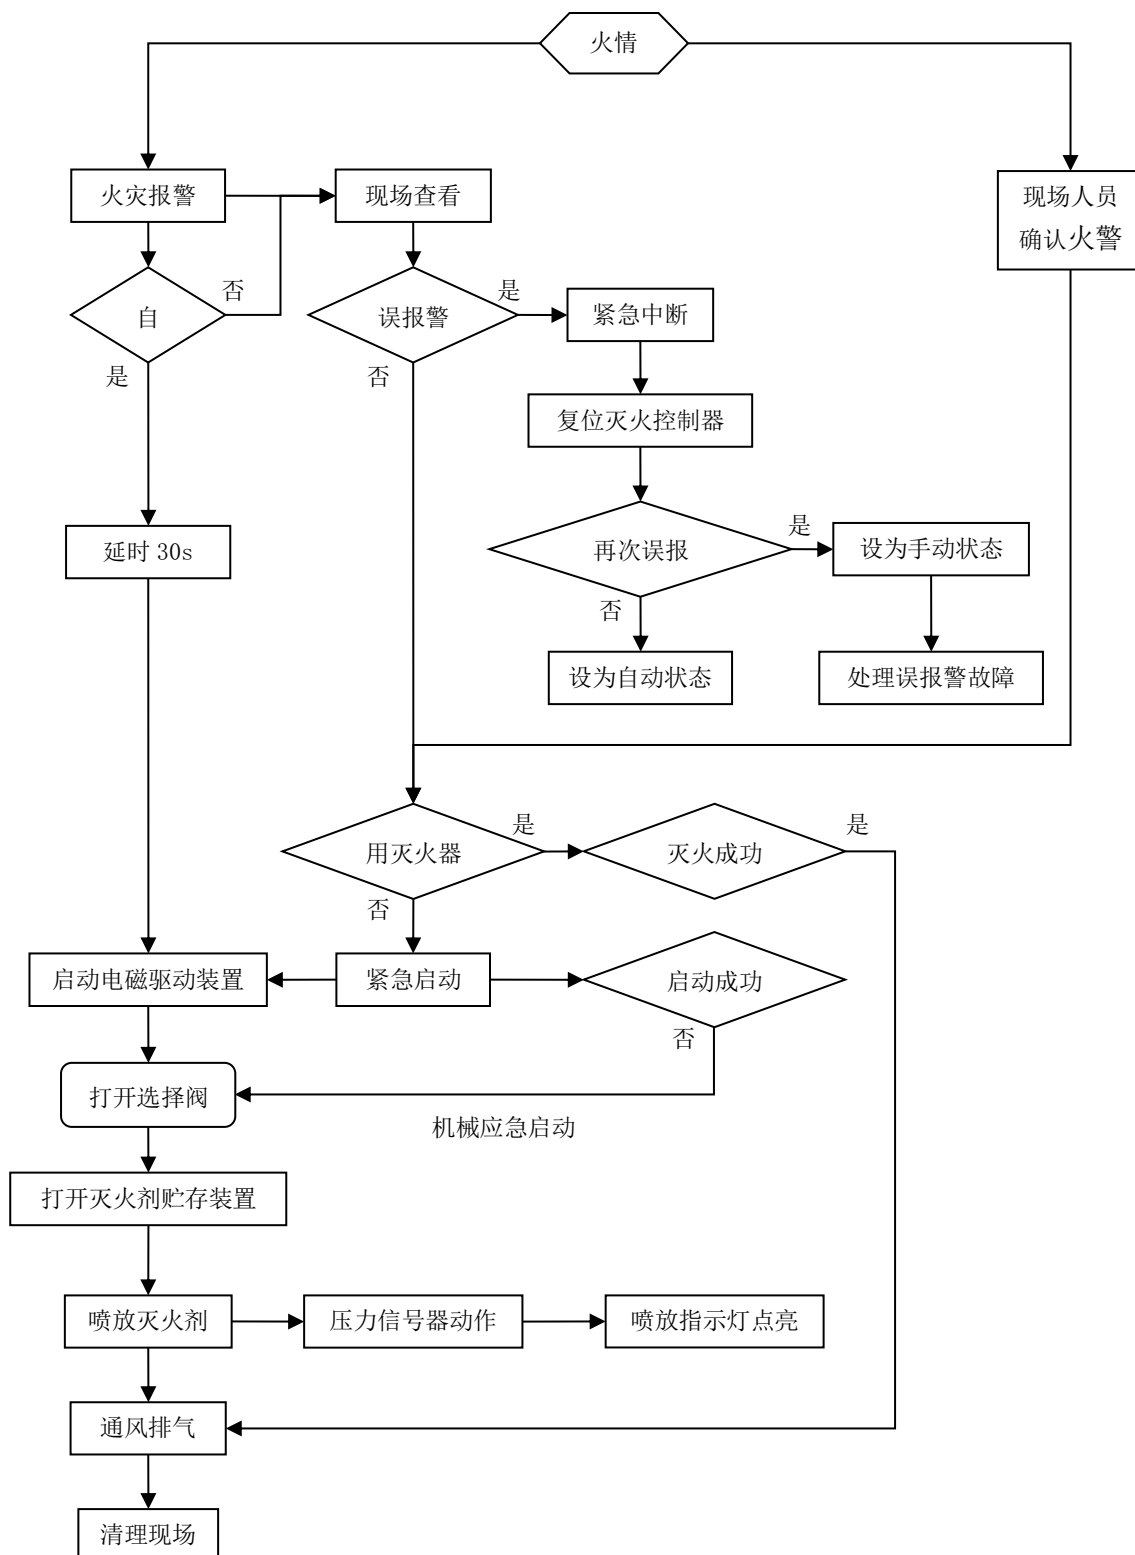 火情
火灾报警
现场查看
现场人员
确认火警
自
否
误报警
是
紧急中断
是
否
复位灭火控制器
延时 30s
再次误报
是
设为手动状态
否
设为自动状态
处理误报警故障
用灭火器
是
灭火成功
是
否
启动电磁驱动装置
紧急启动
启动成功
否
打开选择阀
机械应急启动
打开灭火剂贮存装置
喷放灭火剂
压力信号器动作
喷放指示灯点亮
通风排气
清理现场